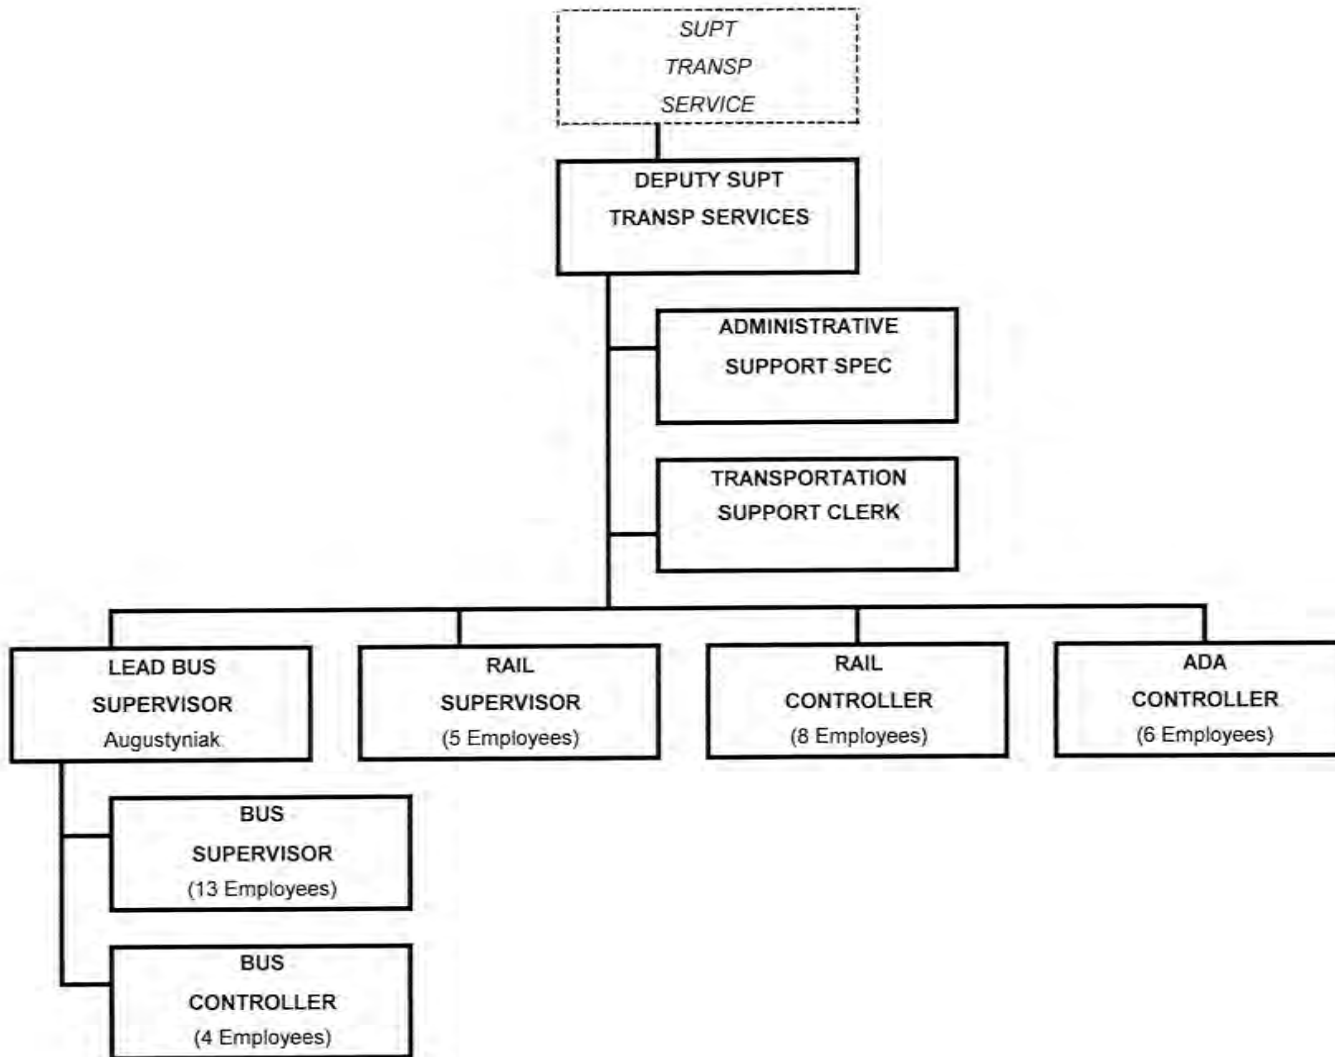 SUPT
TRANSP
SERVICE
DEPUTY SUPT
TRANSP SERVICES
ADMINISTRATIVE
SUPPORT SPEC
TRANSPORTATION
SUPPORT CLERK
LEAD BUS
SUPERVISOR
Augustyniak
RAIL
SUPERVISOR
(5 Employees)
RAIL
CONTROLLER
(8 Employees)
ADA
CONTROLLER
(6 Employees)
BUS
SUPERVISOR
(13 Employees)
BUS
CONTROLLER
(4 Employees)